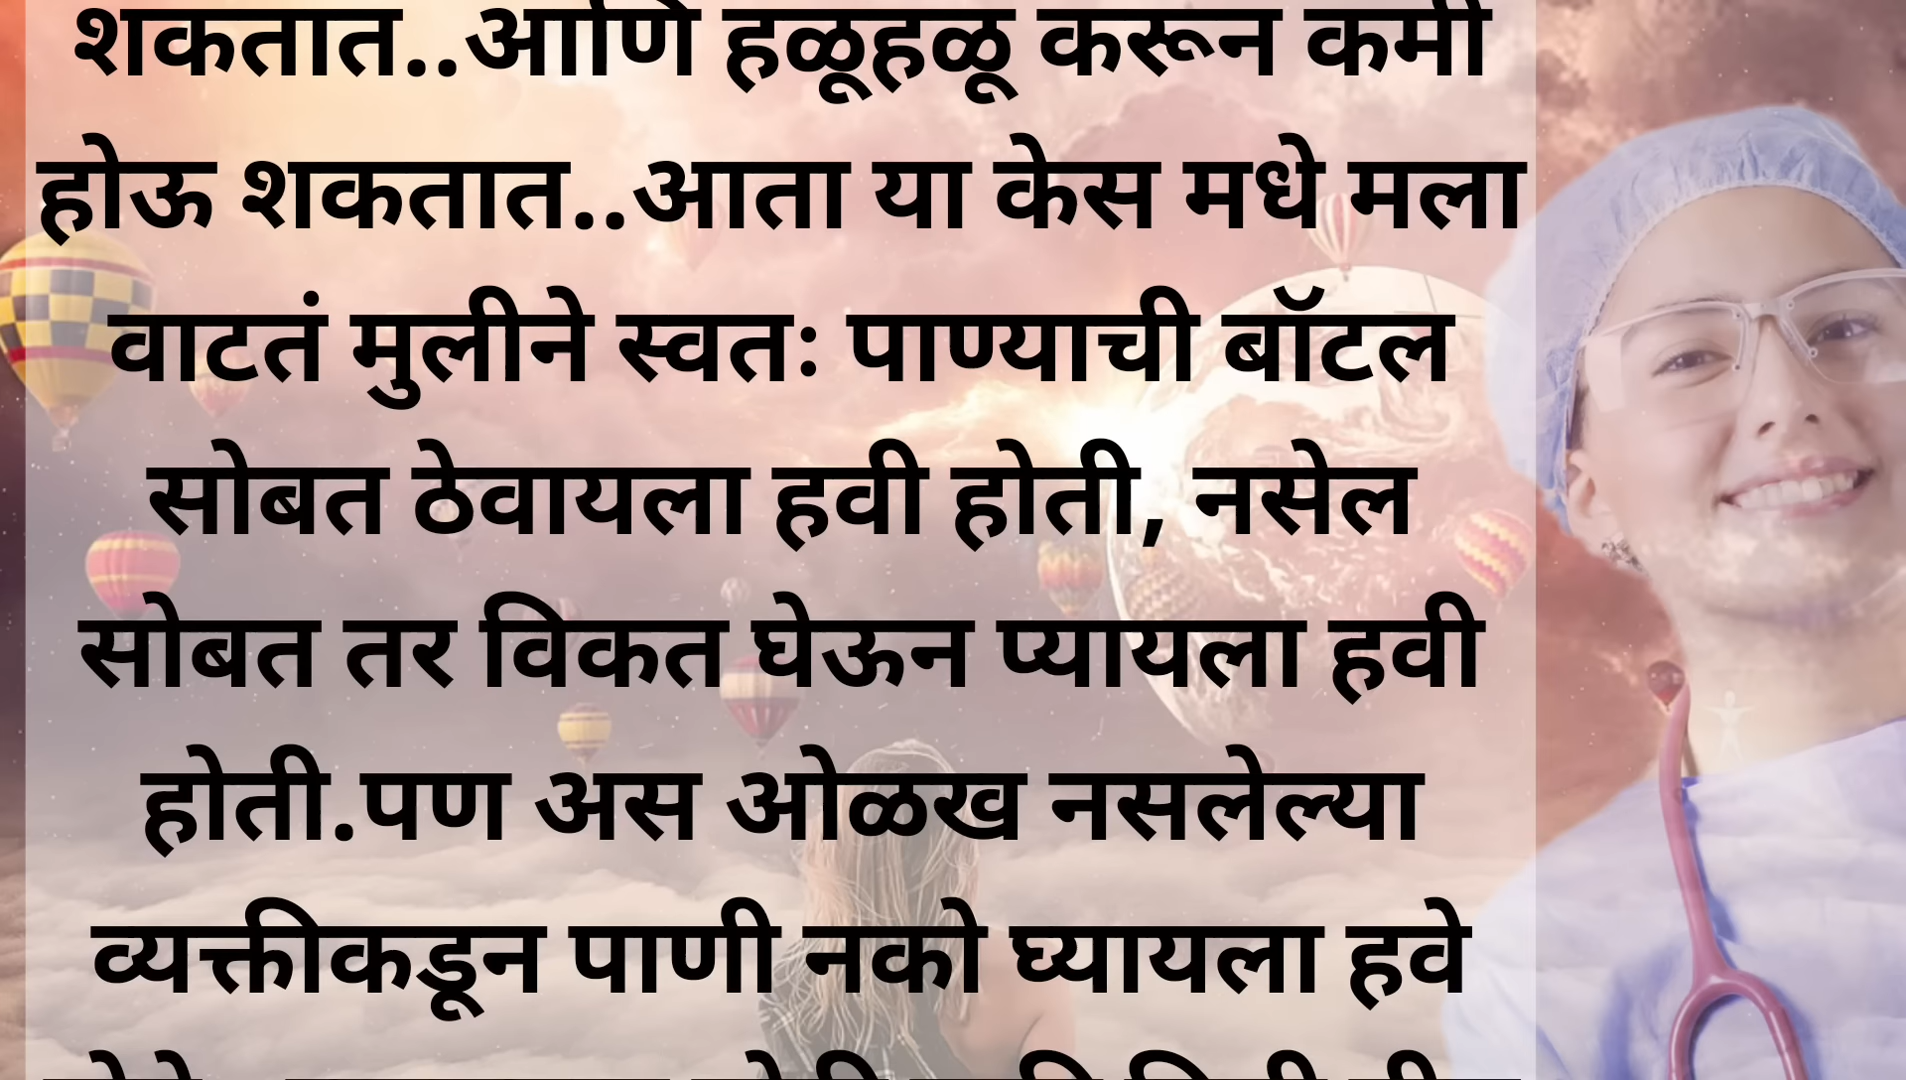 शकतात..आणि हळूहळू करून कमी
होऊ शकतात..आता या केस मधे मला
वाटतं मुलीने स्वतः पाण्याची बॉटल
सोबत ठेवायला हवी होती, नसेल
सोबत तर विकत घेऊन प्यायला हवी
होती.पण अस ओळख नसलेल्या
व्यक्तीकडून पाणी नको घ्यायला हवे